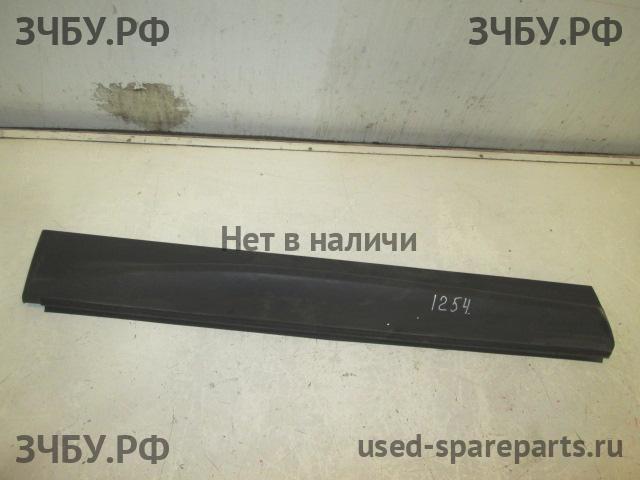 ЗЧБУ.РФ ЗЧБУ.РФ
Нет в наличи
1254.
ЗЧБУ.РФ used-spareparts.ru